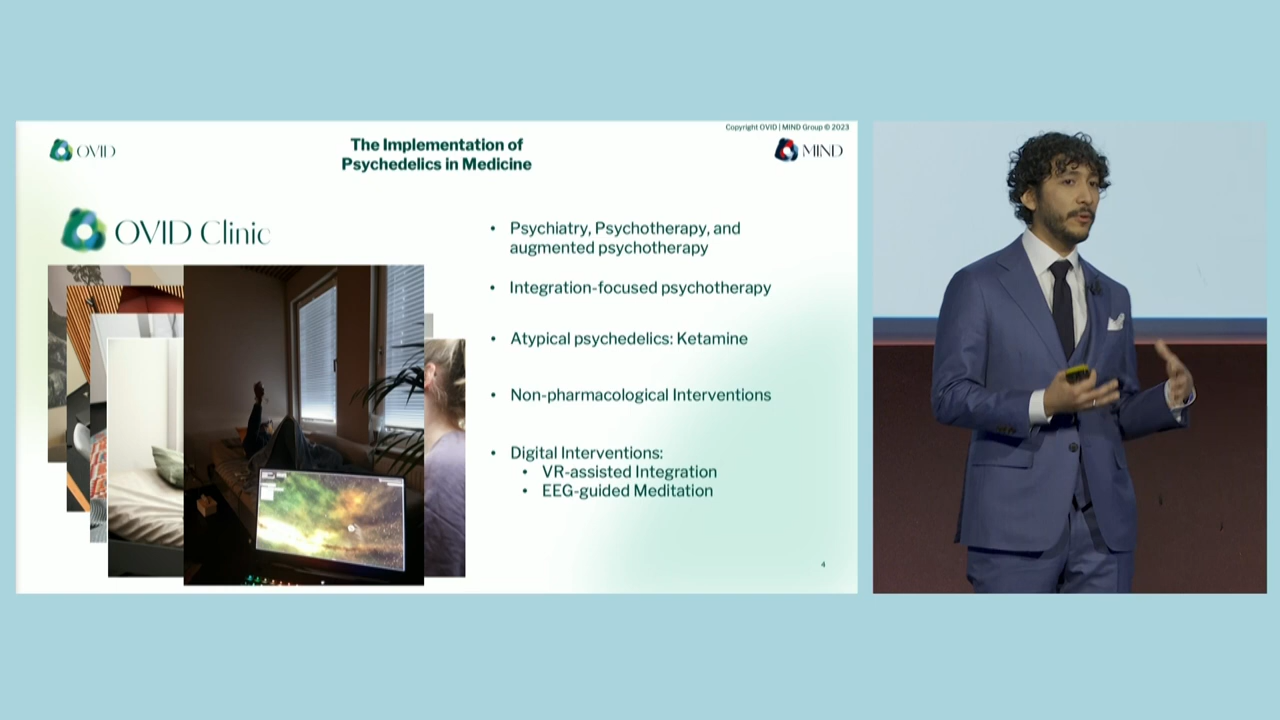 Copyright OVID | MIND Group © 2023
OVID
The Implementation of
Psychedelics in Medicine
MIND
OVID Clinic
• Psychiatry, Psychotherapy, and
augmented psychotherapy
• Integration-focused psychotherapy
• Atypical psychedelics: Ketamine
• Non-pharmacological Interventions
• Digital Interventions:
• VR-assisted Integration
• EEG-guided Meditation
4